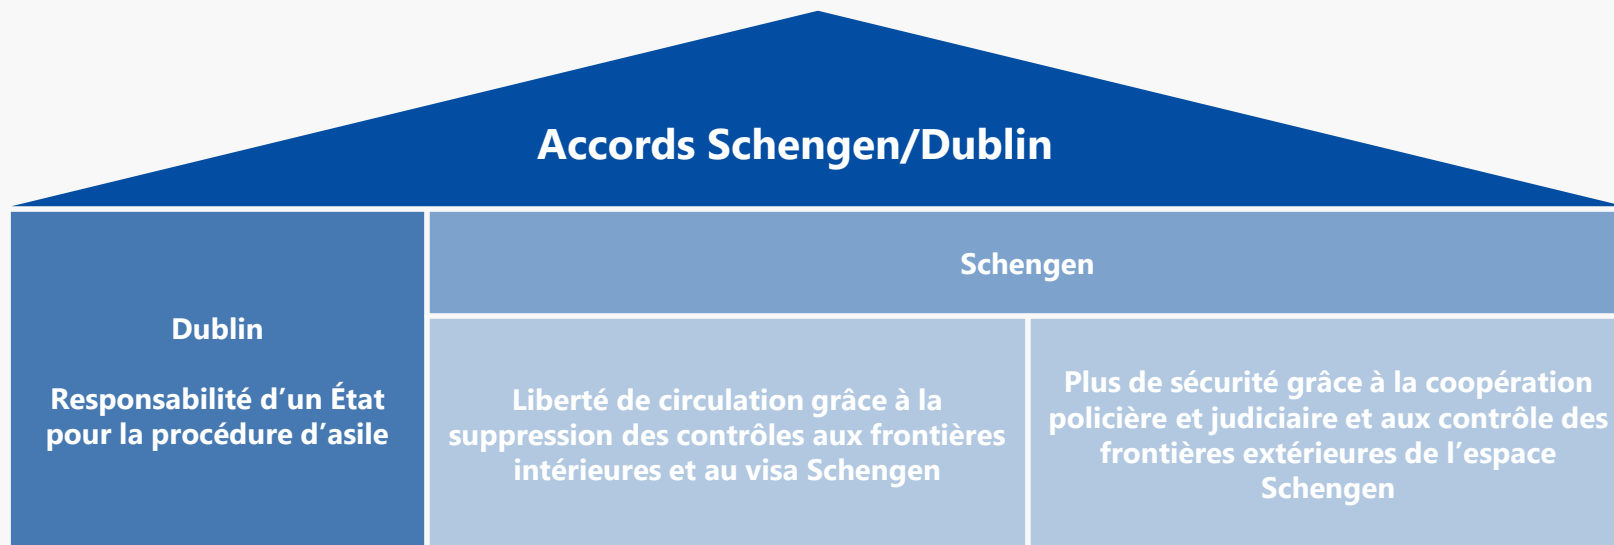 Accords Schengen/Dublin
Dublin
Responsabilité d’un État
pour la procédure d’asile
Schengen
Liberté de circulation grâce à la
suppression des contrôles aux frontières
intérieures et au visa Schengen
Plus de sécurité grâce à la coopération
policière et judiciaire et aux contrôle des
frontières extérieures de l’espace
Schengen